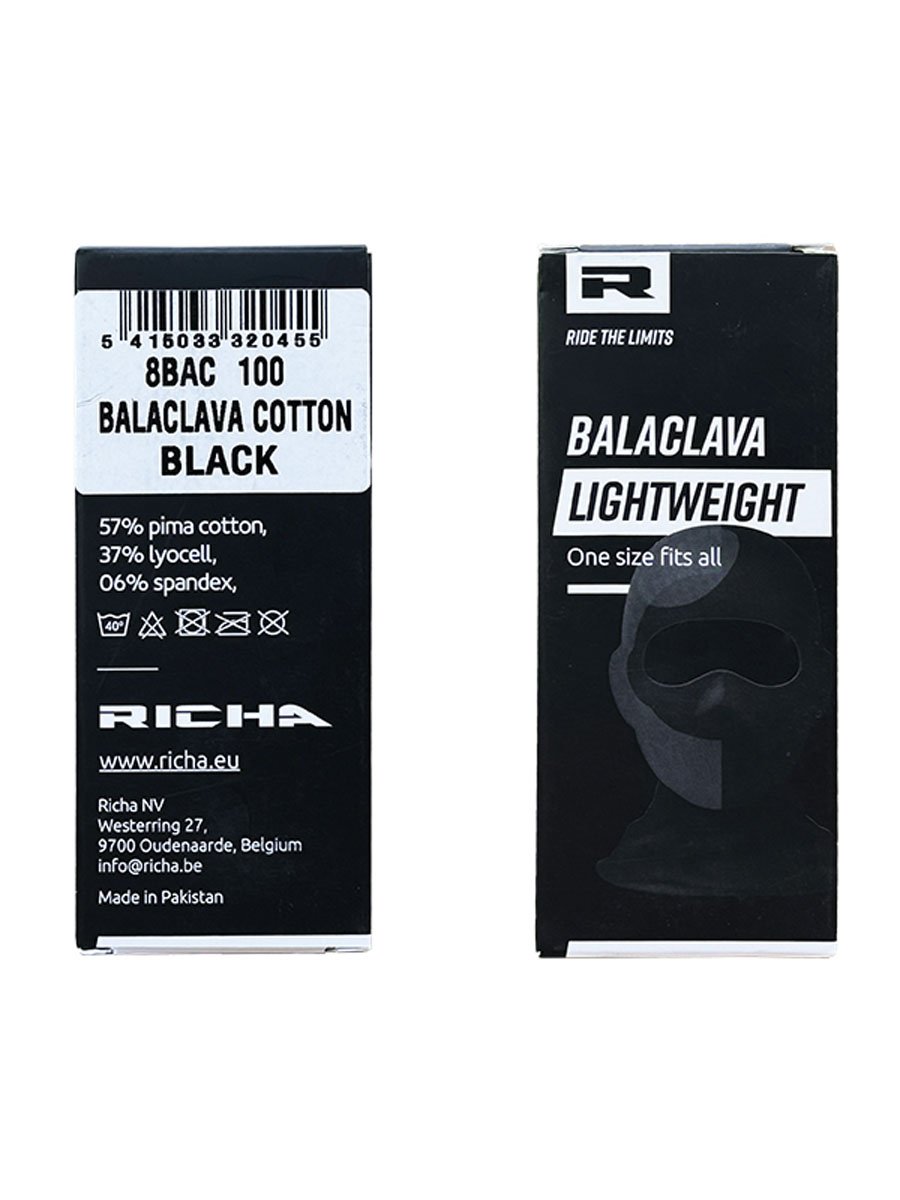 5 415033 320455
8BAC 100
BALACLAVA COTTON
BLACK
57% pima cotton,
37% lyocell,
06% spandex,
40°
RICHA
www.richa.eu
Richa NV
Westerring 27,
9700 Oudenaarde, Belgium
info@richa.be
Made in Pakistan
R
RIDE THE LIMITS
BALACLAVA
LIGHTWEIGHT
One size fits all